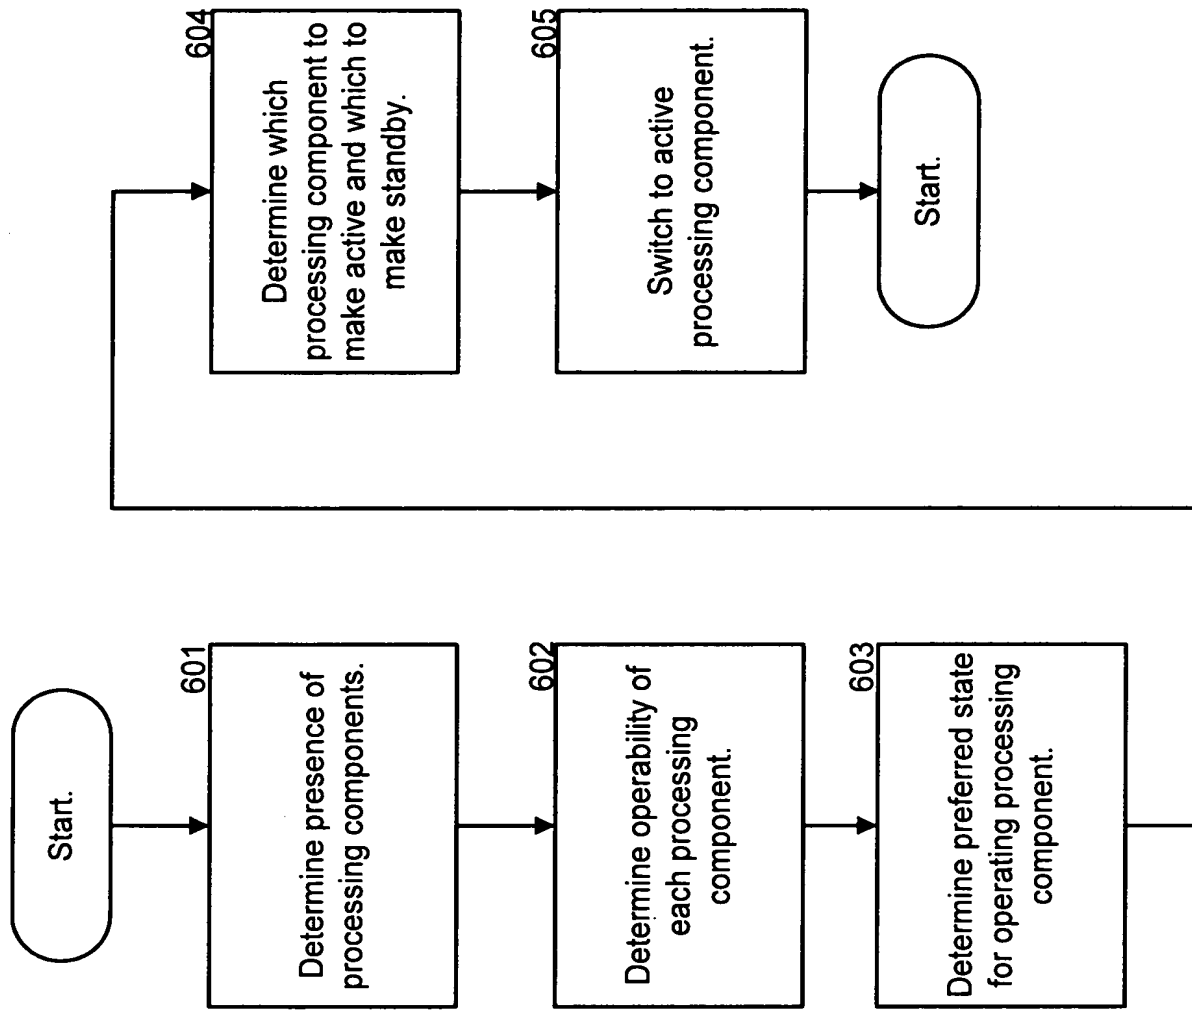 Start.
601
Determine presence of
processing components.
602
Determine operability of
each processing
component.
603
Determine preferred state
for operating processing
component.
604
Determine which
processing component to
make active and which to
make standby.
605
Switch to active
processing component.
Start.